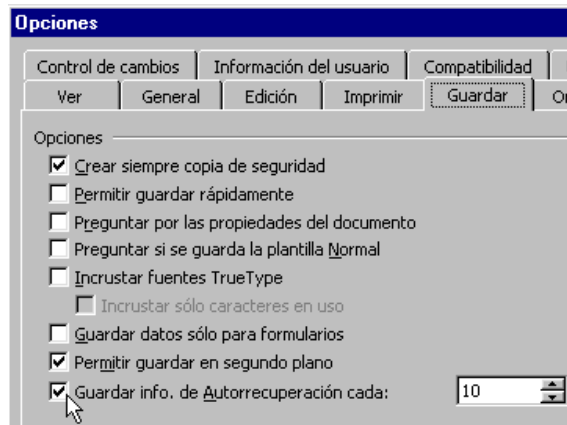 Opciones
Control de cambios Información del usuario Compatibilidad
Ver General Edición Imprimir Guardar
Opciones
Crear siempre copia de seguridad
Permitir guardar rápidamente
Preguntar por las propiedades del documento
Preguntar si se guarda la plantilla Normal
Incrustar fuentes TrueType
Incrustar sólo caracteres en uso
Guardar datos sólo para formularios
Permitir guardar en segundo plano
Guardar info. de Autorrecuperación cada: 10